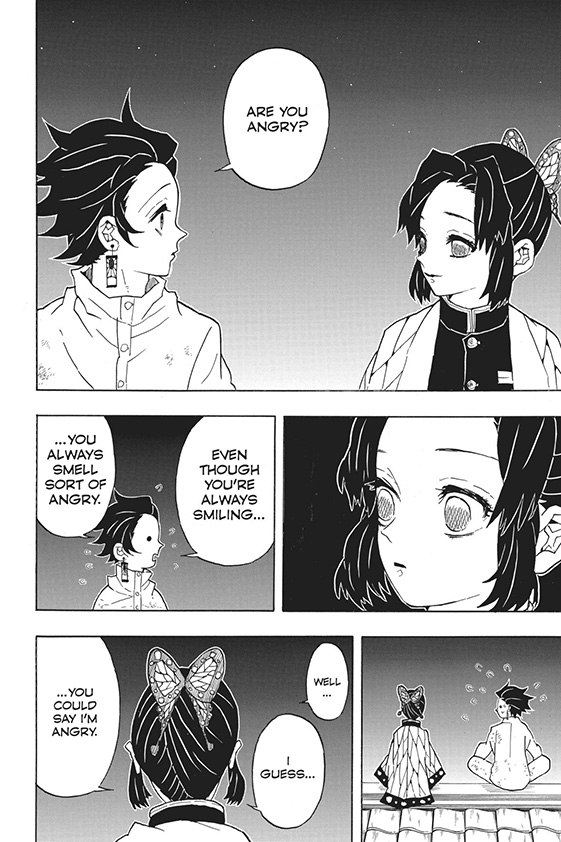 ARE YOU
ANGRY?
EVEN
THOUGH
YOU'RE
ALWAYS
SMILING...
...YOU
ALWAYS
SMELL
SORT OF
ANGRY.
WELL
...
I
GUESS...
...YOU
COULD
SAY I'M
ANGRY.